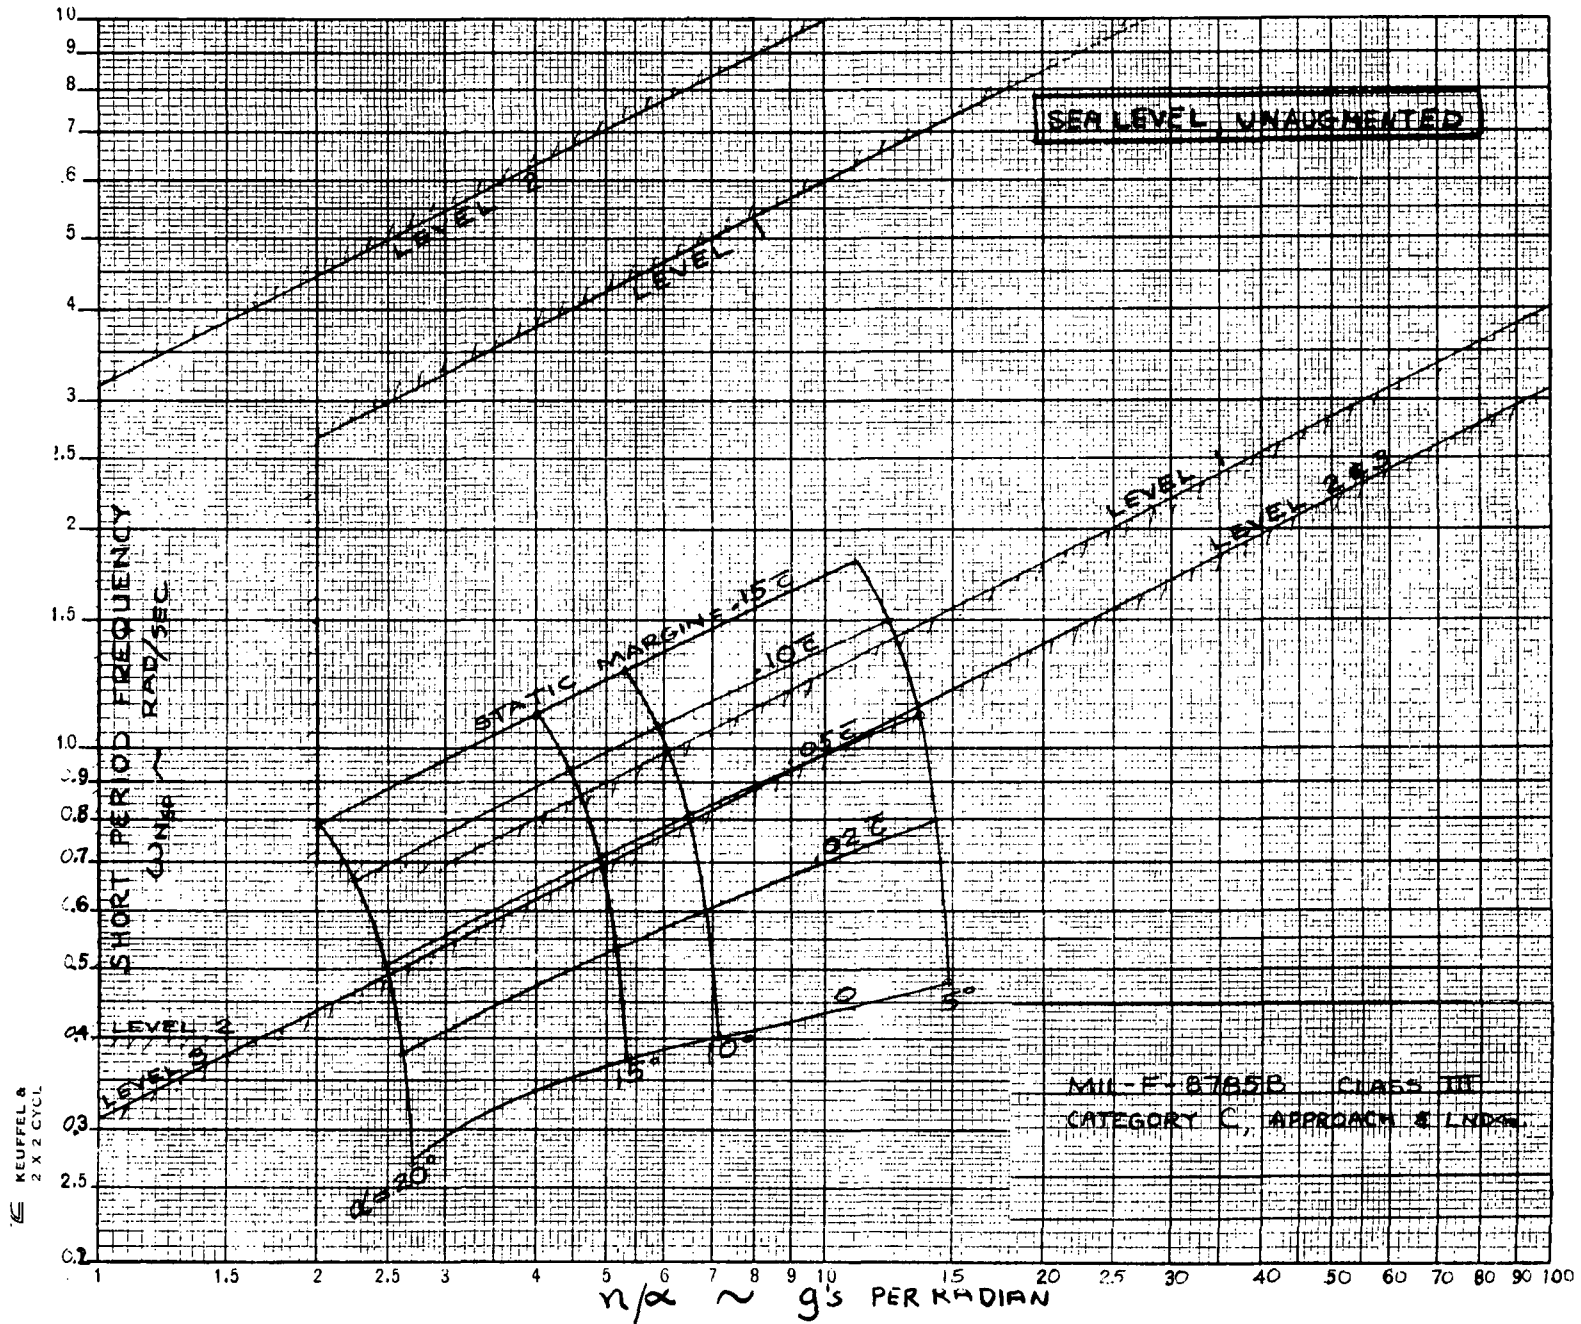 10
9
8
7
.6
5
4
3
2.5
2
1.5
1.0
.9
0.8
0.7
0.6
0.5
0.4
0.3
2.5
0.2
SHORT PERIOD FREQUENCY
ωNSP ~ RAD/SEC
SEA LEVEL, UNAUGMENTED
LEVEL 2
LEVEL 1
LEVEL 1
LEVEL 2 & 3
STATIC MARGIN = .15 c̄
.10 c̄
.05 c̄
.02 c̄
0
5°
10°
15°
α = 20°
LEVEL 2
LEVEL 3
MIL-F-8785B CLASS III
CATEGORY C, APPROACH & LNDG.
KEUFFEL &
2 X 2 CYCL
1 1.5 2 2.5 3 4 5 6 7 8 9 10 15 20 2.5 30 40 50 60 70 80 90 100
n/α ~ g's PER RADIAN